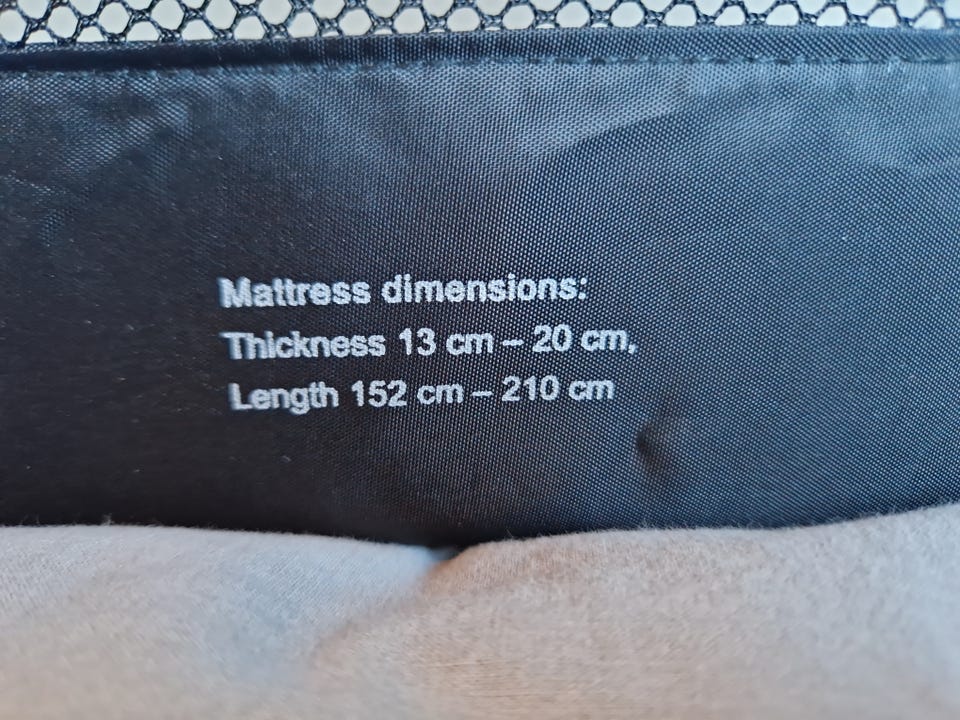 Mattress dimensions:
Thickness 13 cm – 20 cm,
Length 152 cm – 210 cm